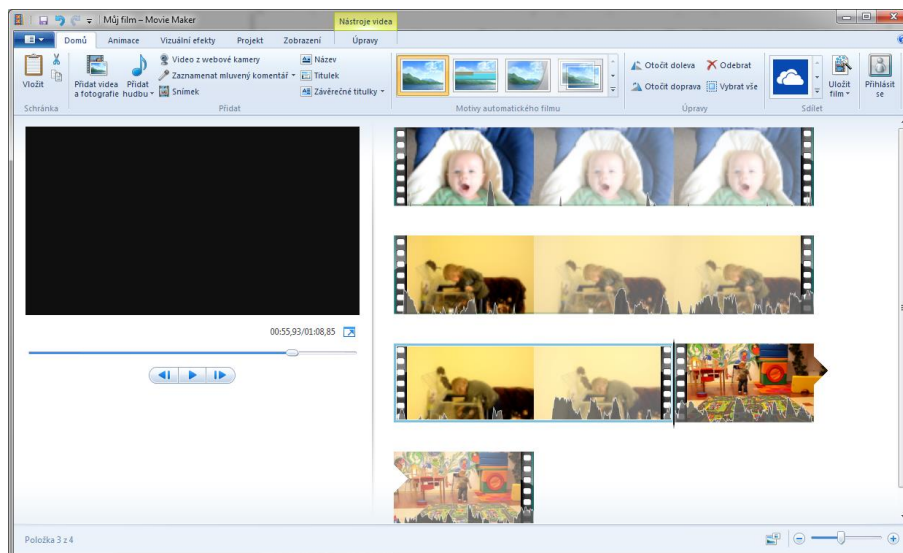 Můj film – Movie Maker
Nástroje videa
Domů Animace Vizuální efekty Projekt Zobrazení Úpravy
Vložit
Schránka
Přidat videa a fotografie
Přidat hudbu
Video z webové kamery
Zaznamenat mluvený komentář
Snímek
Název
Titulek
Závěrečné titulky
Přidat
Motivy automatického filmu
Otočit doleva
Otočit doprava
Odebrat
Vybrat vše
Úpravy
Uložit film
Sdílet
Přihlásit se
00:55,93/01:08,85
Položka 3 z 4